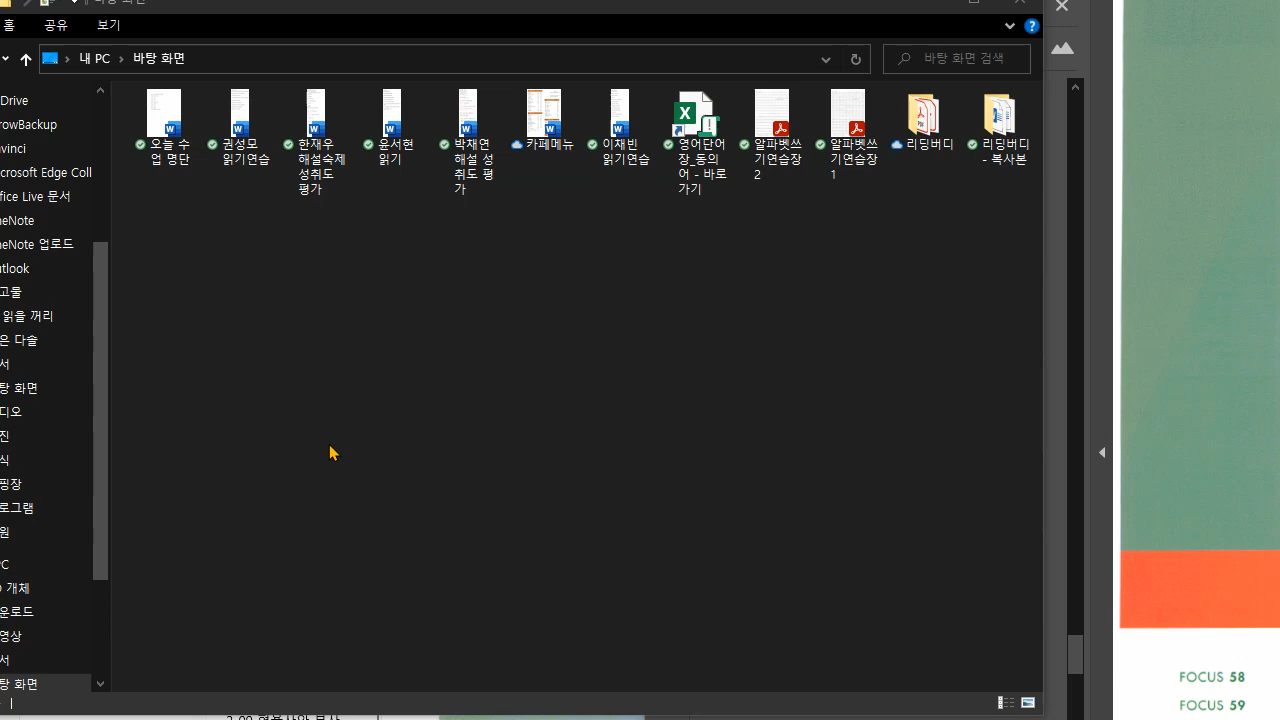 홈 공유 보기
내 PC > 바탕 화면
바탕 화면 검색
Drive
rowBackup
vinci
crosoft Edge Coll
fice Live 문서
neNote
neNote 업로드
utlook
고물
읽을 꺼리
은 다솔
서
탕 화면
디오
진
식
핑장
로그램
원
PC
개체
운로드
영상
서
탕 화면
오늘 수
업 명단
권성모
읽기연습
한재우
해설숙제
성취도
평가
윤서현
읽기
박채연
해설 성
취도 평
가
카페메뉴
이채빈
읽기연습
영어단어
장_동의
어 - 바로
가기
알파벳쓰
기연습장
2
알파벳쓰
기연습장
1
리딩버디
리딩버디
- 복사본
FOCUS 58
FOCUS 59